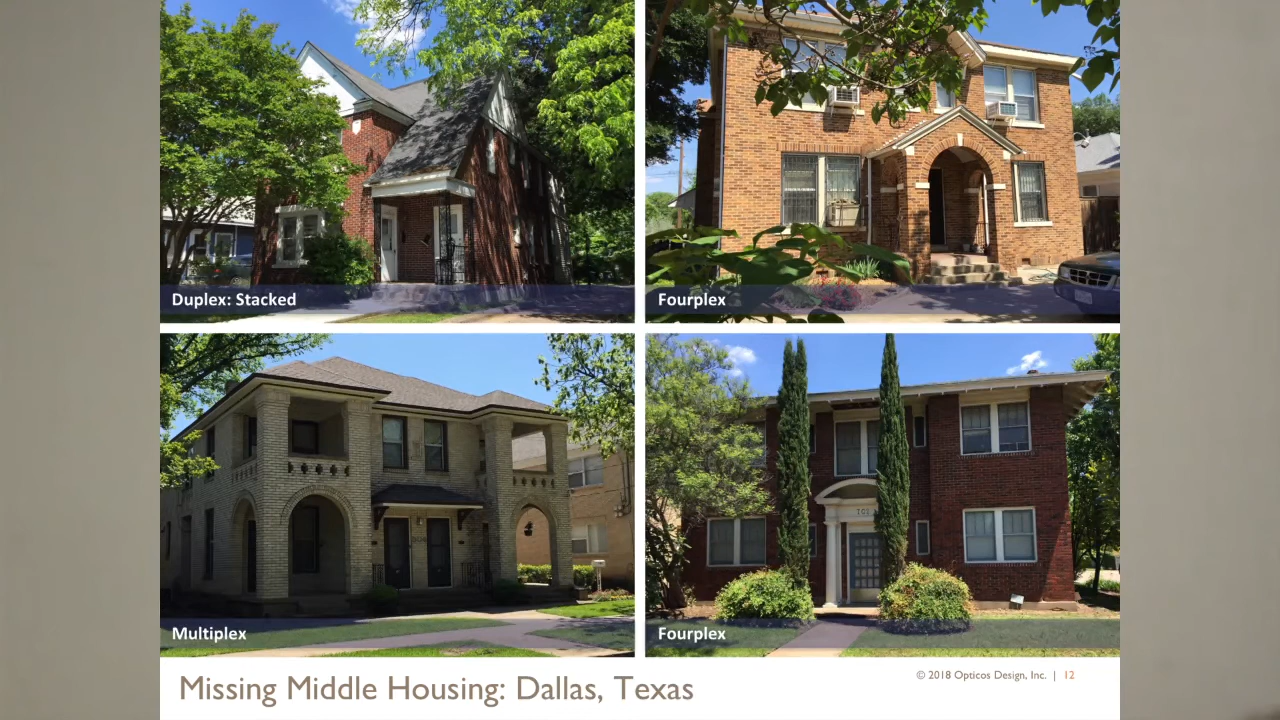 Duplex: Stacked
Fourplex
Multiplex
Fourplex
Missing Middle Housing: Dallas, Texas
© 2018 Opticos Design, Inc. | 12